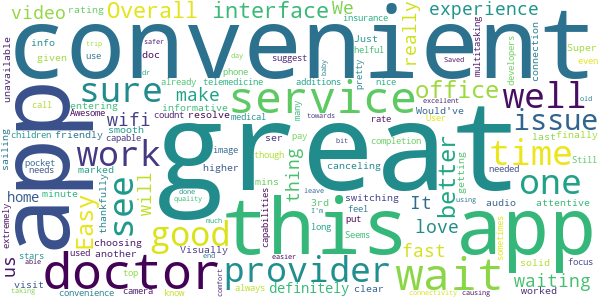 video
rating
Overall
interface
We
experience
insurance
trip
safer
convenient
really
multitasking
Super
even
unavailable
info
given
use
doc
dr
day
Just
helful
suggest
baby
pretty
developers
connection
Saved
old
app
call
Awesome
entering
sure
already
telemedicine
phone
additions
nice
excellent
service
office
Would've
User
well
children
friendly
wifi
make
informative
couldnt
resolve
medical
many
towards
smooth
capable
image
ser
pay
rate
bit
completion
issue
last
finally
sailing
pocket
needs
work
great
time
Still
home
minute
marked
thankfully
see
higher
though
mins
canceling
thing
better
getting
needed
using
one
us
Easy
will
choosing
another
capabilities
3rd
switching
feel
put
It
love
audio
attentive
extremely
good
done
quality
much
leave
I'm
long
this
app
sometimes
stars
able
used
Visually
end
Seems
clear
fast
solid
focus
visit
doctor
top
camera
comfort
provider
easier
wait
waiting
convenience
taking
always
know
definitely
connectivity
causing
worked